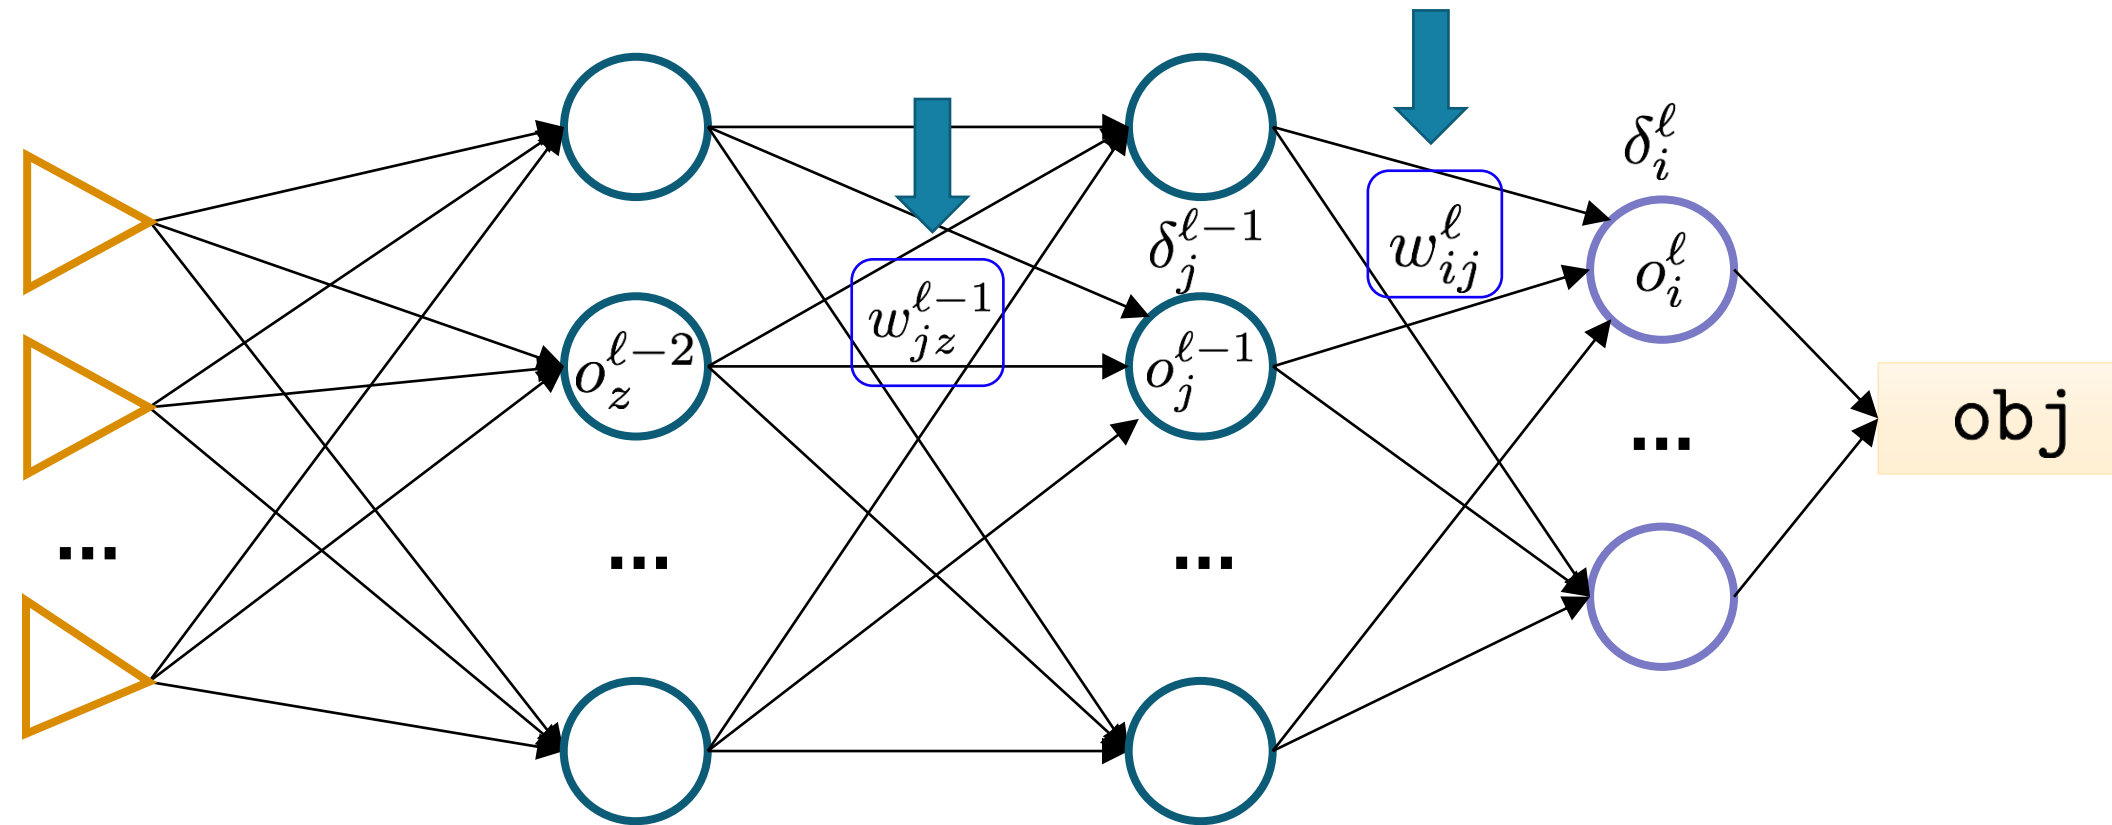 ...
o_z^{ℓ-2}
...
w_{jz}^{ℓ-1}
δ_j^{ℓ-1}
o_j^{ℓ-1}
...
w_{ij}^ℓ
δ_i^ℓ
o_i^ℓ
...
obj